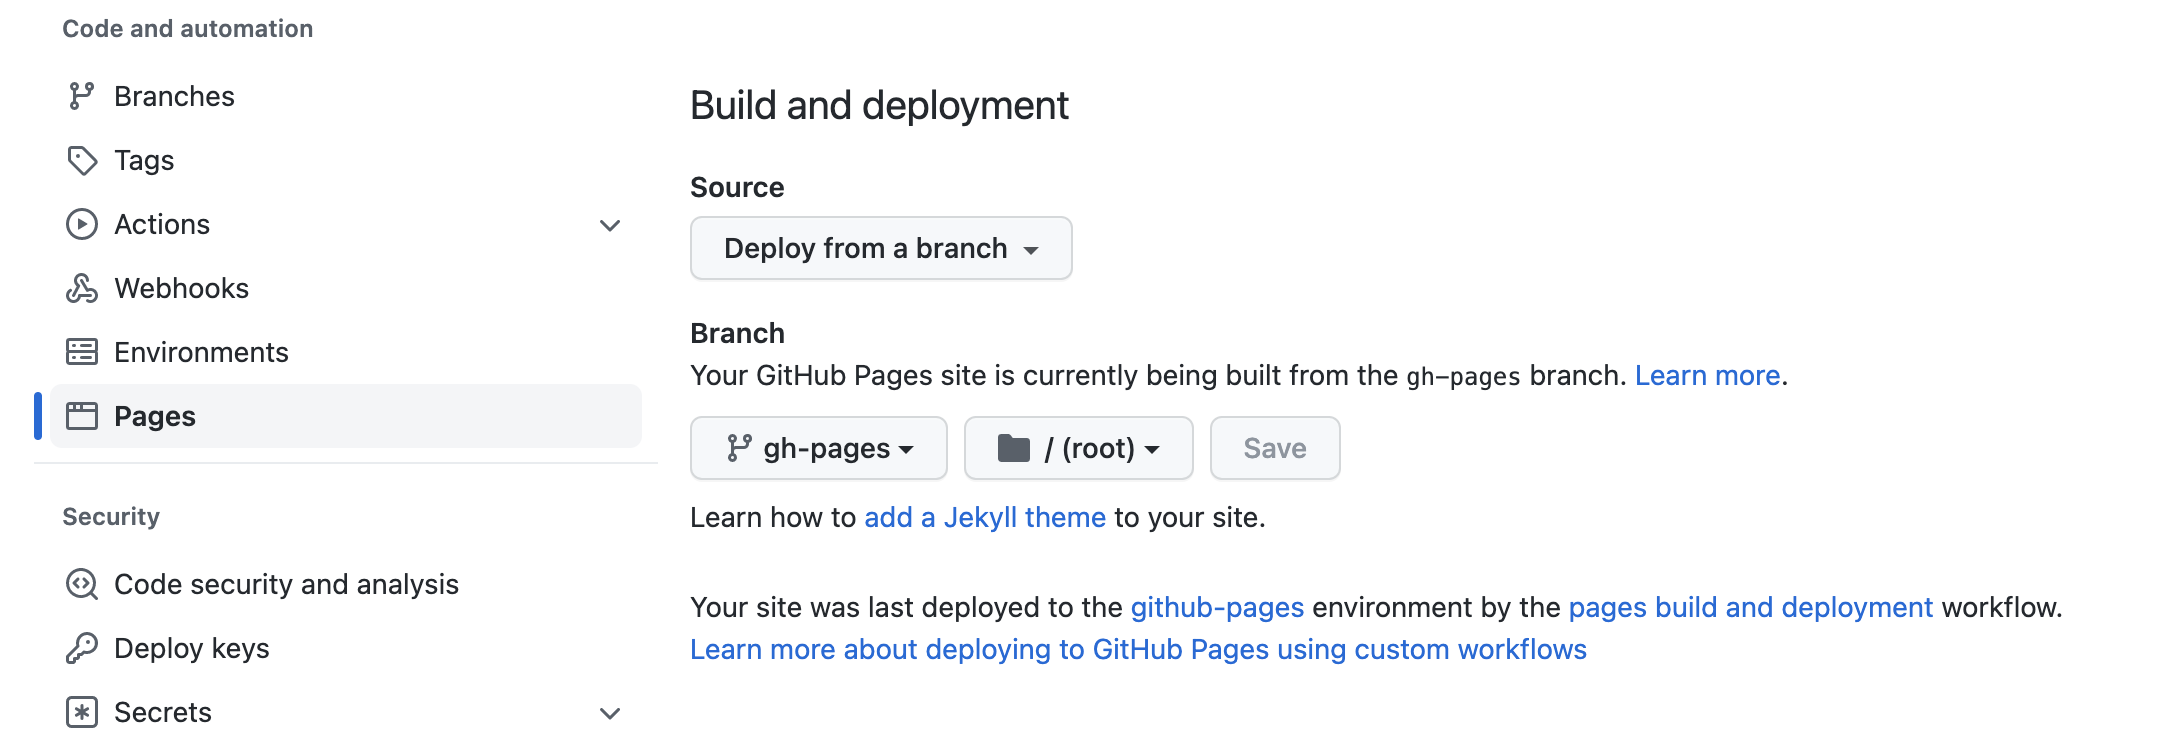 Code and automation
Branches
Tags
Actions
Webhooks
Environments
Pages
Security
Code security and analysis
Deploy keys
Secrets
Build and deployment
Source
Deploy from a branch
Branch
Your GitHub Pages site is currently being built from the gh-pages branch. Learn more.
gh-pages / (root) Save
Learn how to add a Jekyll theme to your site.
Your site was last deployed to the github-pages environment by the pages build and deployment workflow.
Learn more about deploying to GitHub Pages using custom workflows